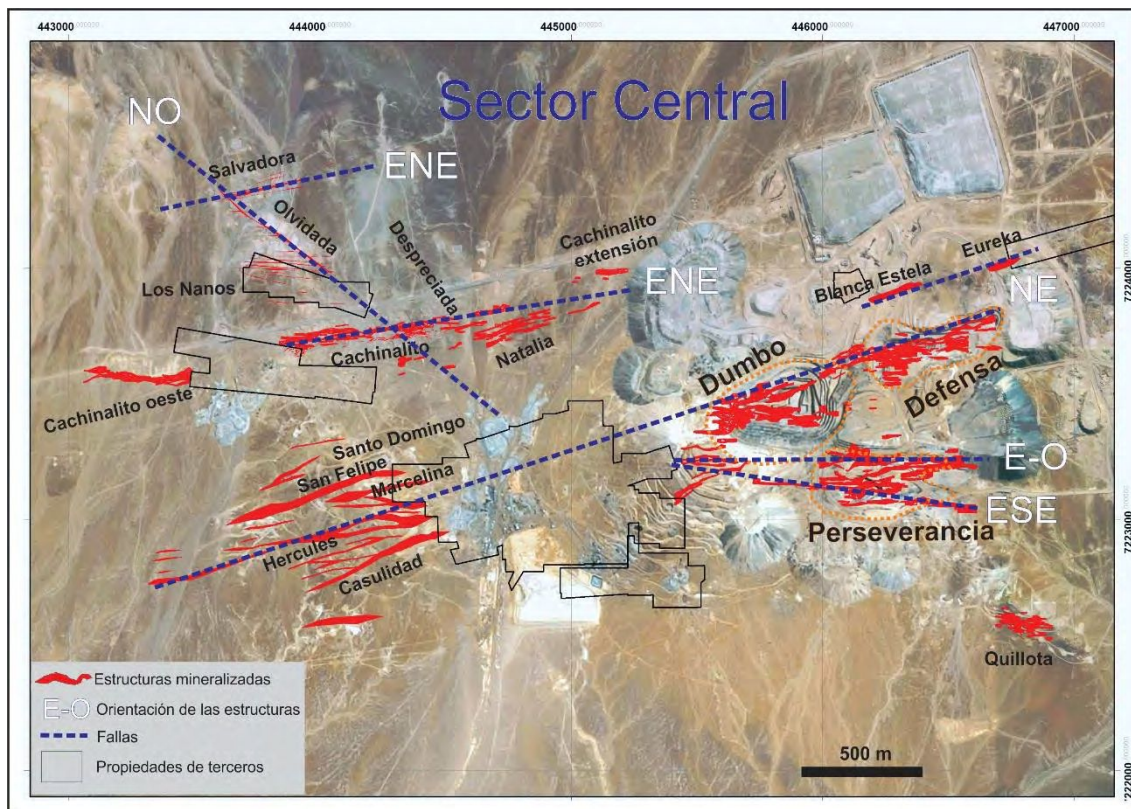 443000
444000
445000
446000
447000
Sector Central
NO
Salvadora
ENE
Olvidada
Despreciada
Cachinalito
extensión
Eureka
Blanca Estela
7224000
Los Nanos
ENE
NE
Cachinalito
Natalia
Dumbo
Defensa
Cachinalito oeste
Santo Domingo
San Felipe
Marcelina
E-O
ESE
Perseverancia
7223000
Hercules
Casulidad
Quillota
Estructuras mineralizadas
E-O Orientación de las estructuras
Fallas
Propiedades de terceros
500 m
7222000